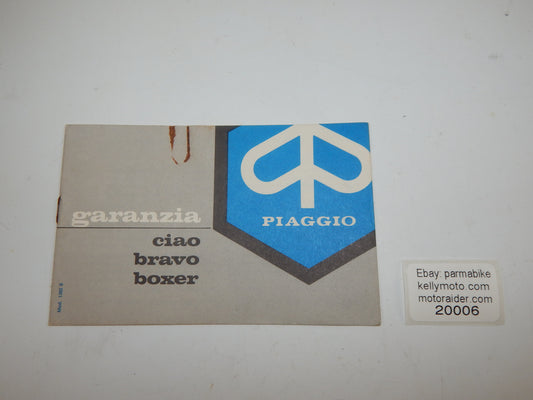 garanzia
ciao
bravo
boxer
PIAGGIO
Ebay: parmabike
kellymoto.com
motoraider.com
20006